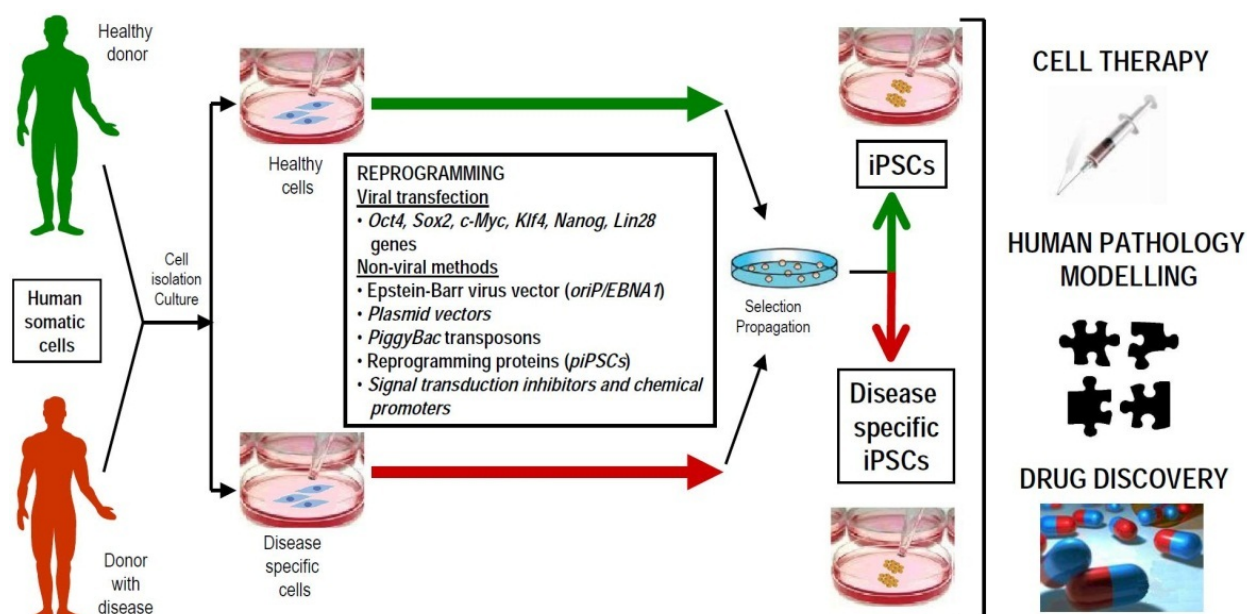 Healthy
donor
Human
somatic
cells
Donor
with
disease
Cell
isolation
Culture
Healthy
cells
REPROGRAMMING
Viral transfection
• Oct4, Sox2, c-Myc, Klf4, Nanog, Lin28
genes
Non-viral methods
• Epstein-Barr virus vector (oriP/EBNA1)
• Plasmid vectors
• PiggyBac transposons
• Reprogramming proteins (piPSCs)
• Signal transduction inhibitors and chemical
promoters
Disease
specific
cells
Selection
Propagation
iPSCs
Disease
specific
iPSCs
CELL THERAPY
HUMAN PATHOLOGY
MODELLING
DRUG DISCOVERY